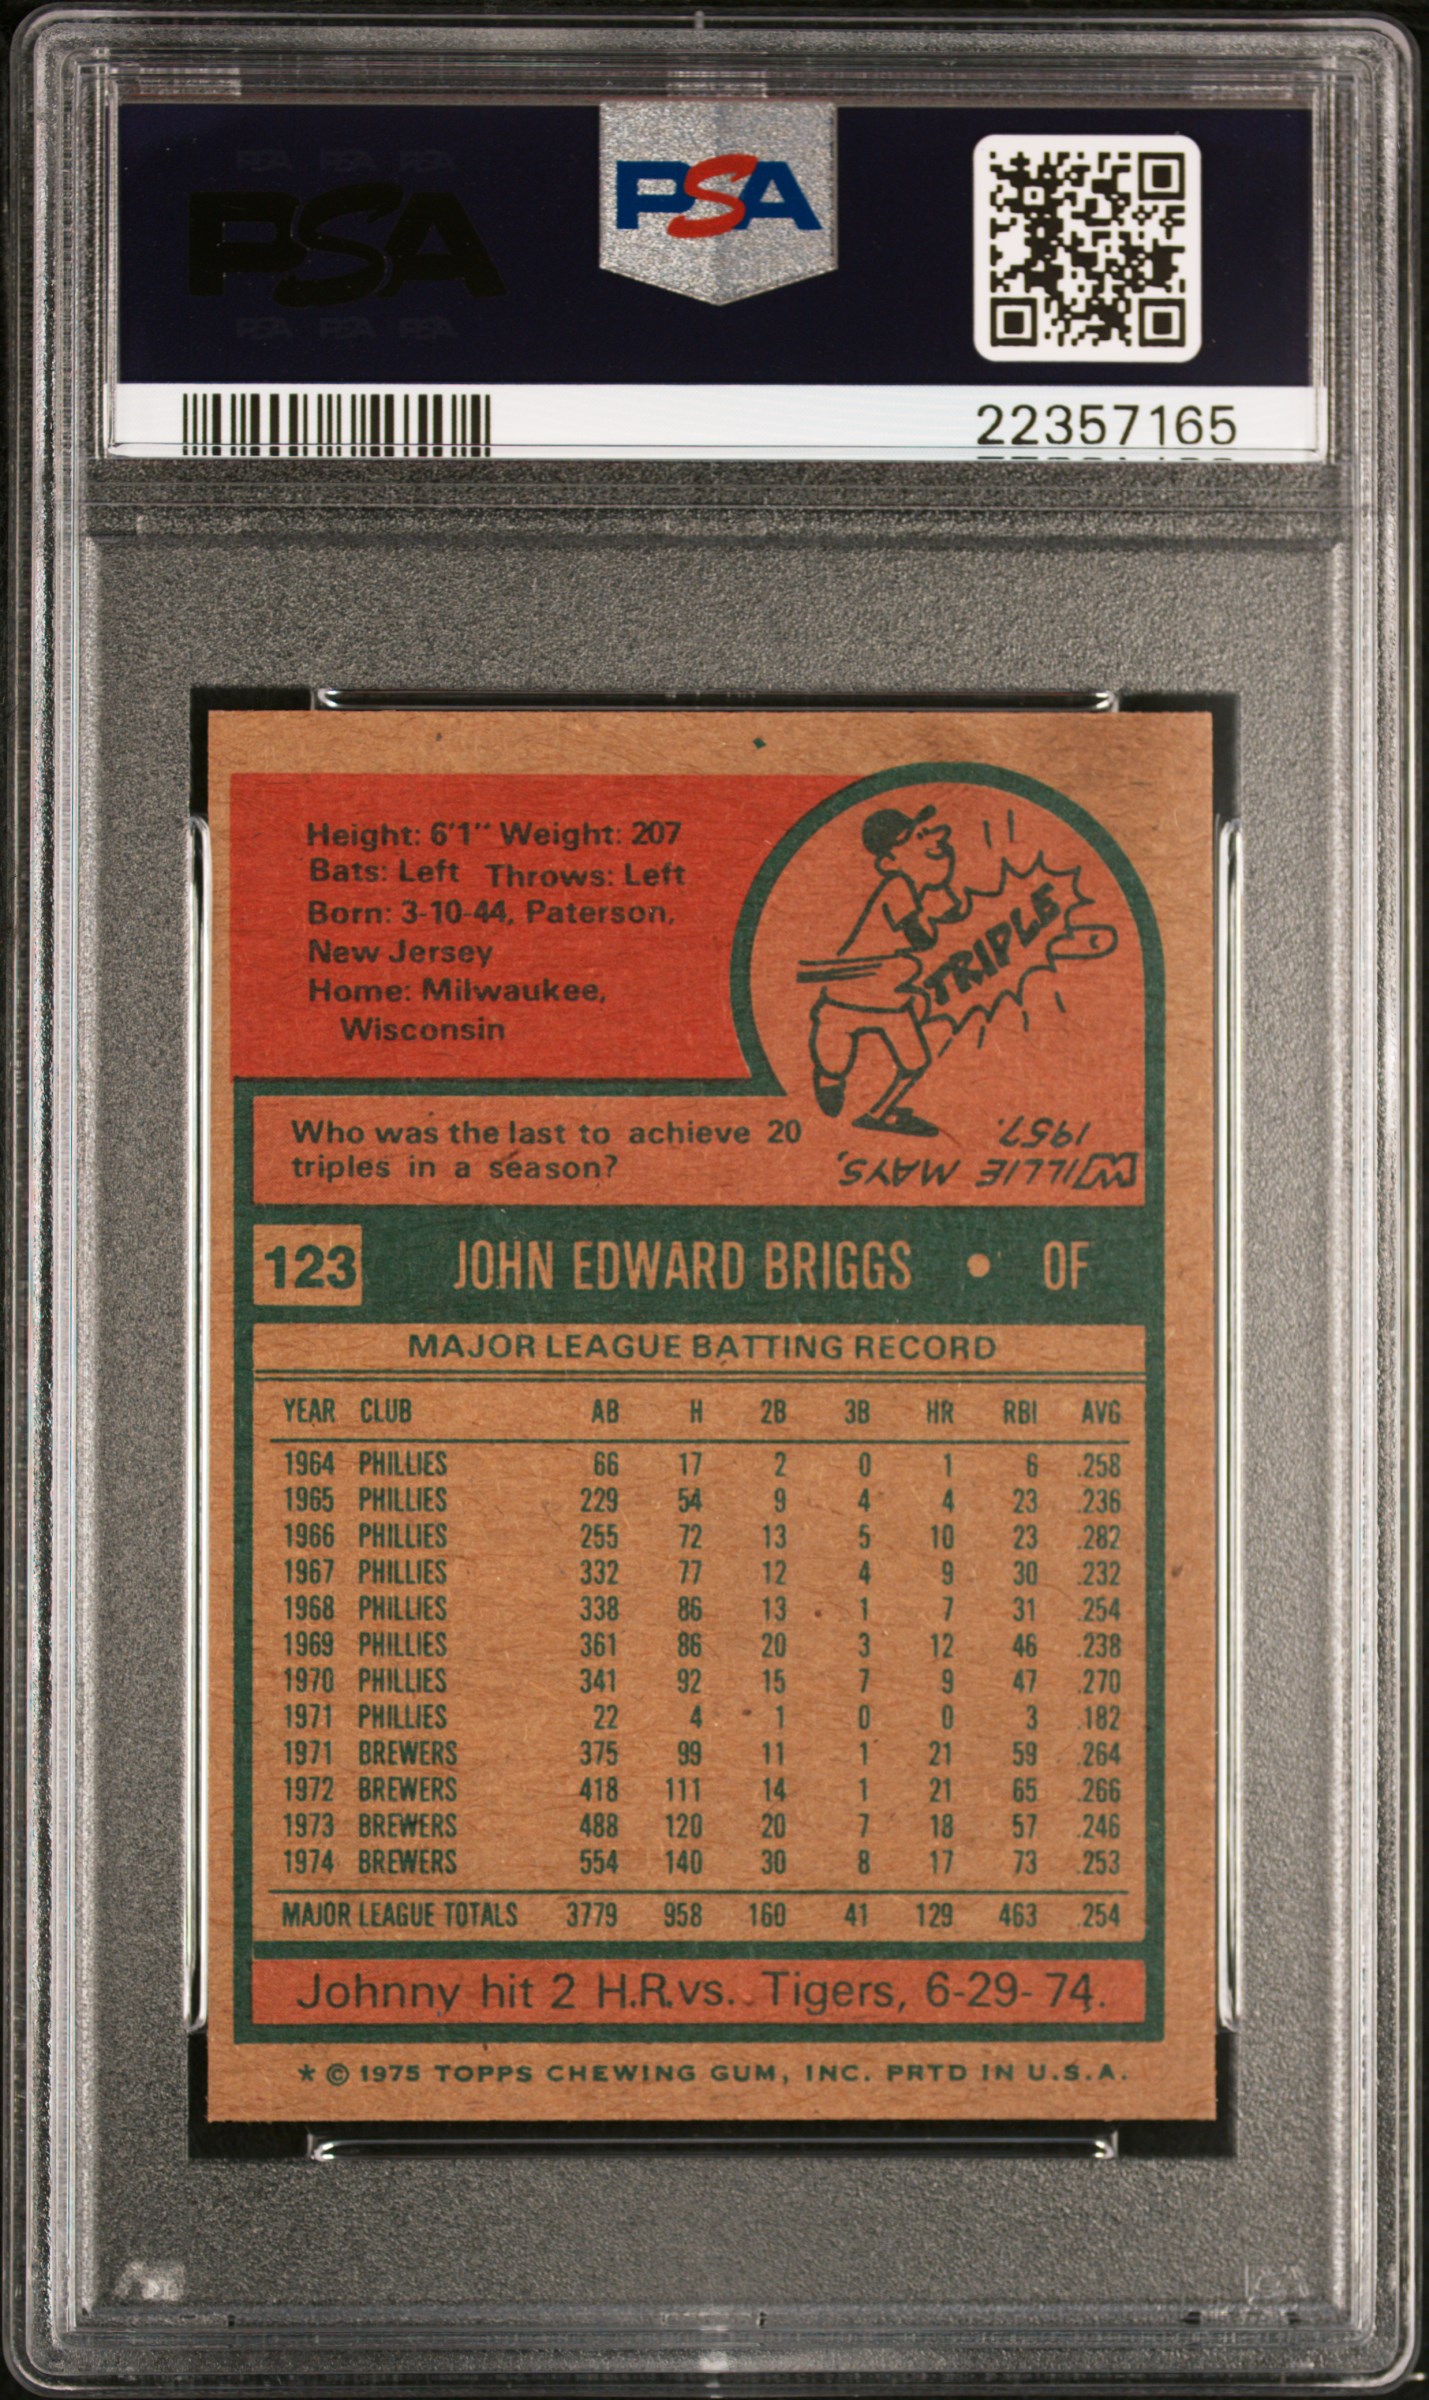 PSA PSA PSA
PSA
PSA PSA PSA
PSA
22357165
Height: 6'1" Weight: 207
Bats: Left Throws: Left
Born: 3-10-44, Paterson,
New Jersey
Home: Milwaukee,
Wisconsin
TRIPLE
Who was the last to achieve 20
triples in a season?
WILLIE MAYS,
1957.
123 JOHN EDWARD BRIGGS • OF
MAJOR LEAGUE BATTING RECORD
YEAR CLUB AB H 2B 3B HR RBI AVG
1964 PHILLIES 66 17 2 0 1 6 .258
1965 PHILLIES 229 54 9 4 4 23 .236
1966 PHILLIES 255 72 13 5 10 23 .282
1967 PHILLIES 332 77 12 4 9 30 .232
1968 PHILLIES 338 86 13 1 7 31 .254
1969 PHILLIES 361 86 20 3 12 46 .238
1970 PHILLIES 341 92 15 7 9 47 .270
1971 PHILLIES 22 4 1 0 0 3 .182
1971 BREWERS 375 99 11 1 21 59 .264
1972 BREWERS 418 111 14 1 21 65 .266
1973 BREWERS 488 120 20 7 18 57 .246
1974 BREWERS 554 140 30 8 17 73 .253
MAJOR LEAGUE TOTALS 3779 958 160 41 129 463 .254
Johnny hit 2 H.R. vs. Tigers, 6-29-74.
* © 1975 TOPPS CHEWING GUM, INC. PRTD IN U.S.A.